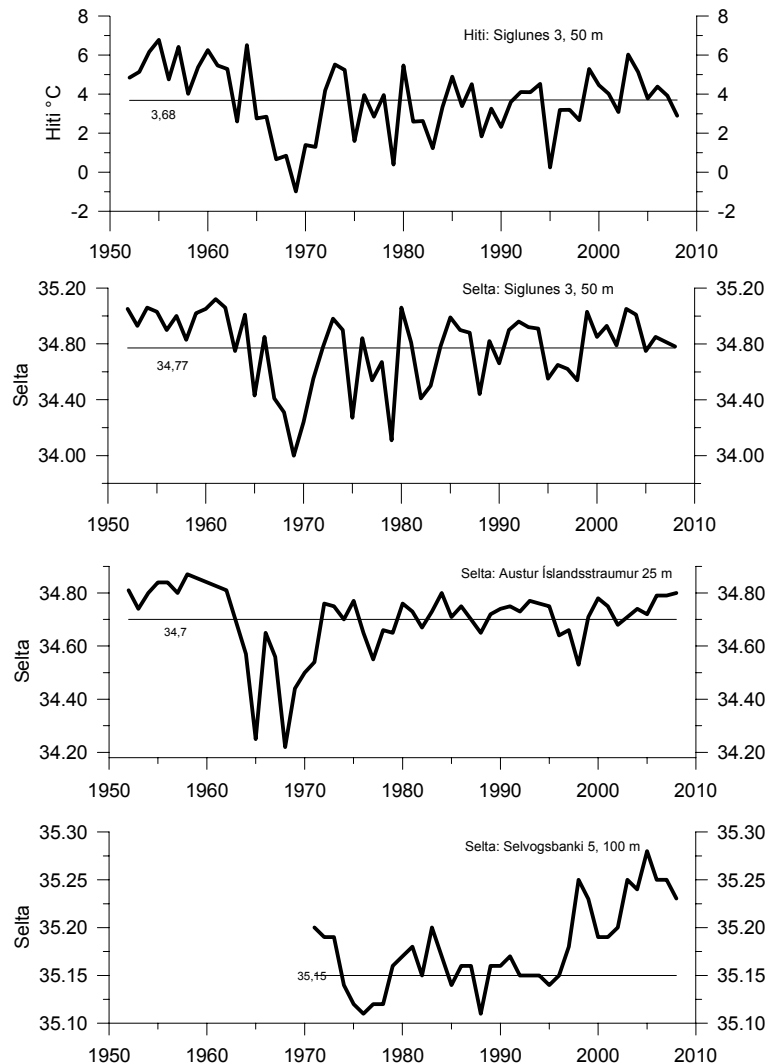 8 8
Hiti: Siglunes 3, 50 m
6 6
4 4
3,68
Hiti °C
2 2
0 0
-2 -2
1950 1960 1970 1980 1990 2000 2010
35.20 35.20
Selta: Siglunes 3, 50 m
34.80 34.80
34,77
Selta
34.40 34.40
34.00 34.00
1950 1960 1970 1980 1990 2000 2010
Selta: Austur Íslandsstraumur 25 m
34.80 34.80
34,7
Selta
34.60 34.60
34.40 34.40
34.20 34.20
1950 1960 1970 1980 1990 2000 2010
35.30 35.30
Selta: Selvogsbanki 5, 100 m
35.25 35.25
Selta
35.20 35.20
35.15 35.15
35,15
35.10 35.10
1950 1960 1970 1980 1990 2000 2010